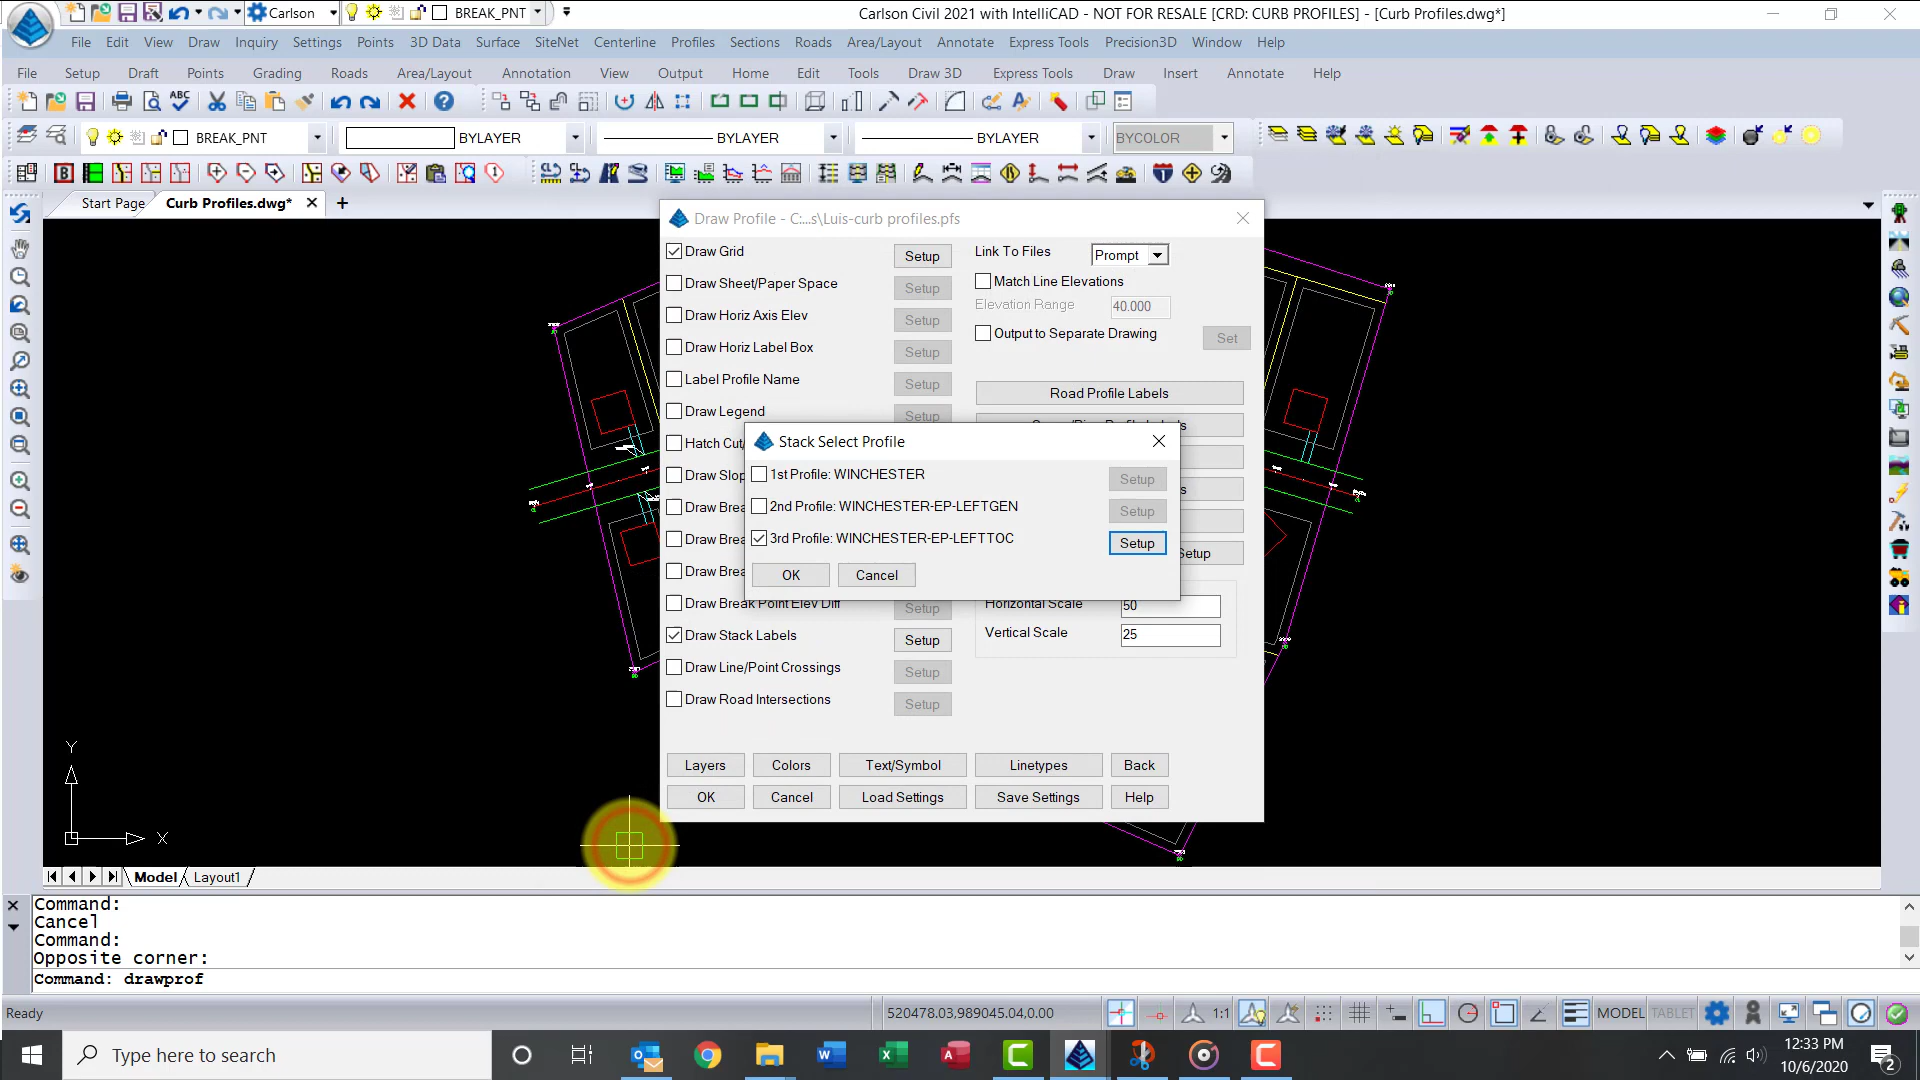 Carlson
BREAK_PNT
Carlson Civil 2021 with IntelliCAD - NOT FOR RESALE [CRD: CURB PROFILES] - [Curb Profiles.dwg*]
File Edit View Draw Inquiry Settings Points 3D Data Surface SiteNet Centerline Profiles Sections Roads Area/Layout Annotate Express Tools Precision3D Window Help
File Setup Draft Points Grading Roads Area/Layout Annotation View Output Home Edit Tools Draw 3D Express Tools Draw Insert Annotate Help
ABC
BREAK_PNT BYLAYER BYLAYER BYLAYER BYCOLOR
Start Page Curb Profiles.dwg*
Draw Profile - C:...s\Luis-curb profiles.pfs
Draw Grid Setup Link To Files Prompt
Draw Sheet/Paper Space Setup Match Line Elevations
Elevation Range 40.000
Draw Horiz Axis Elev Setup Output to Separate Drawing Set
Draw Horiz Label Box Setup
Label Profile Name Setup Road Profile Labels
Draw Legend Setup
Hatch Cut/
Stack Select Profile
Draw Slop
1st Profile: WINCHESTER Setup
Draw Brea
2nd Profile: WINCHESTER-EP-LEFTGEN Setup
Draw Brea
3rd Profile: WINCHESTER-EP-LEFTTOC Setup
Setup
Draw Brea
OK Cancel
Draw Break Point Elev Diff Setup Horizontal Scale 50
Draw Stack Labels Setup Vertical Scale 25
Draw Line/Point Crossings Setup
Draw Road Intersections Setup
Layers Colors Text/Symbol Linetypes Back
OK Cancel Load Settings Save Settings Help
Y
X
Model Layout1
Command:
Cancel
Command:
Opposite corner:
Command: drawprof
Ready 520478.03,989045.04,0.00 1:1 MODEL TABLET
Type here to search
12:33 PM
10/6/2020
2